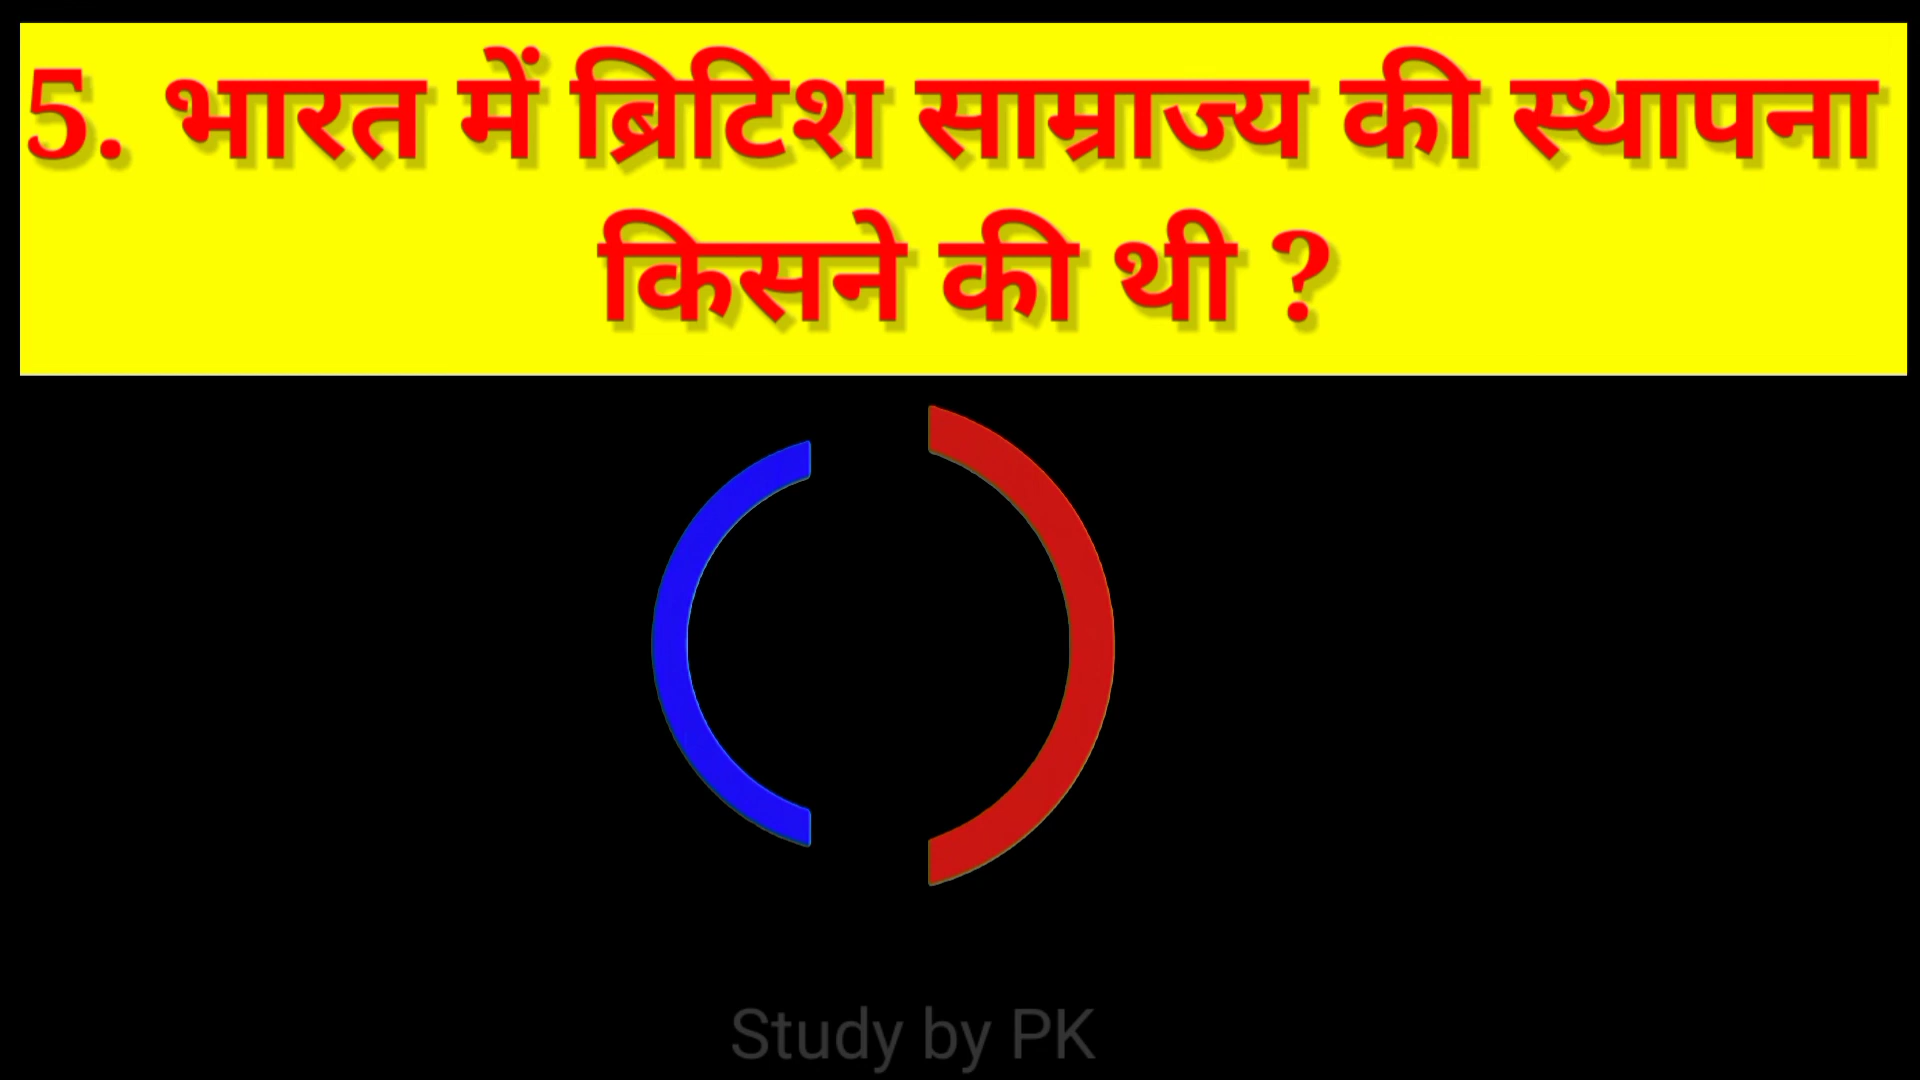 5. भारत में ब्रिटिश साम्राज्य की स्थापना
किसने की थी ?
Study by PK